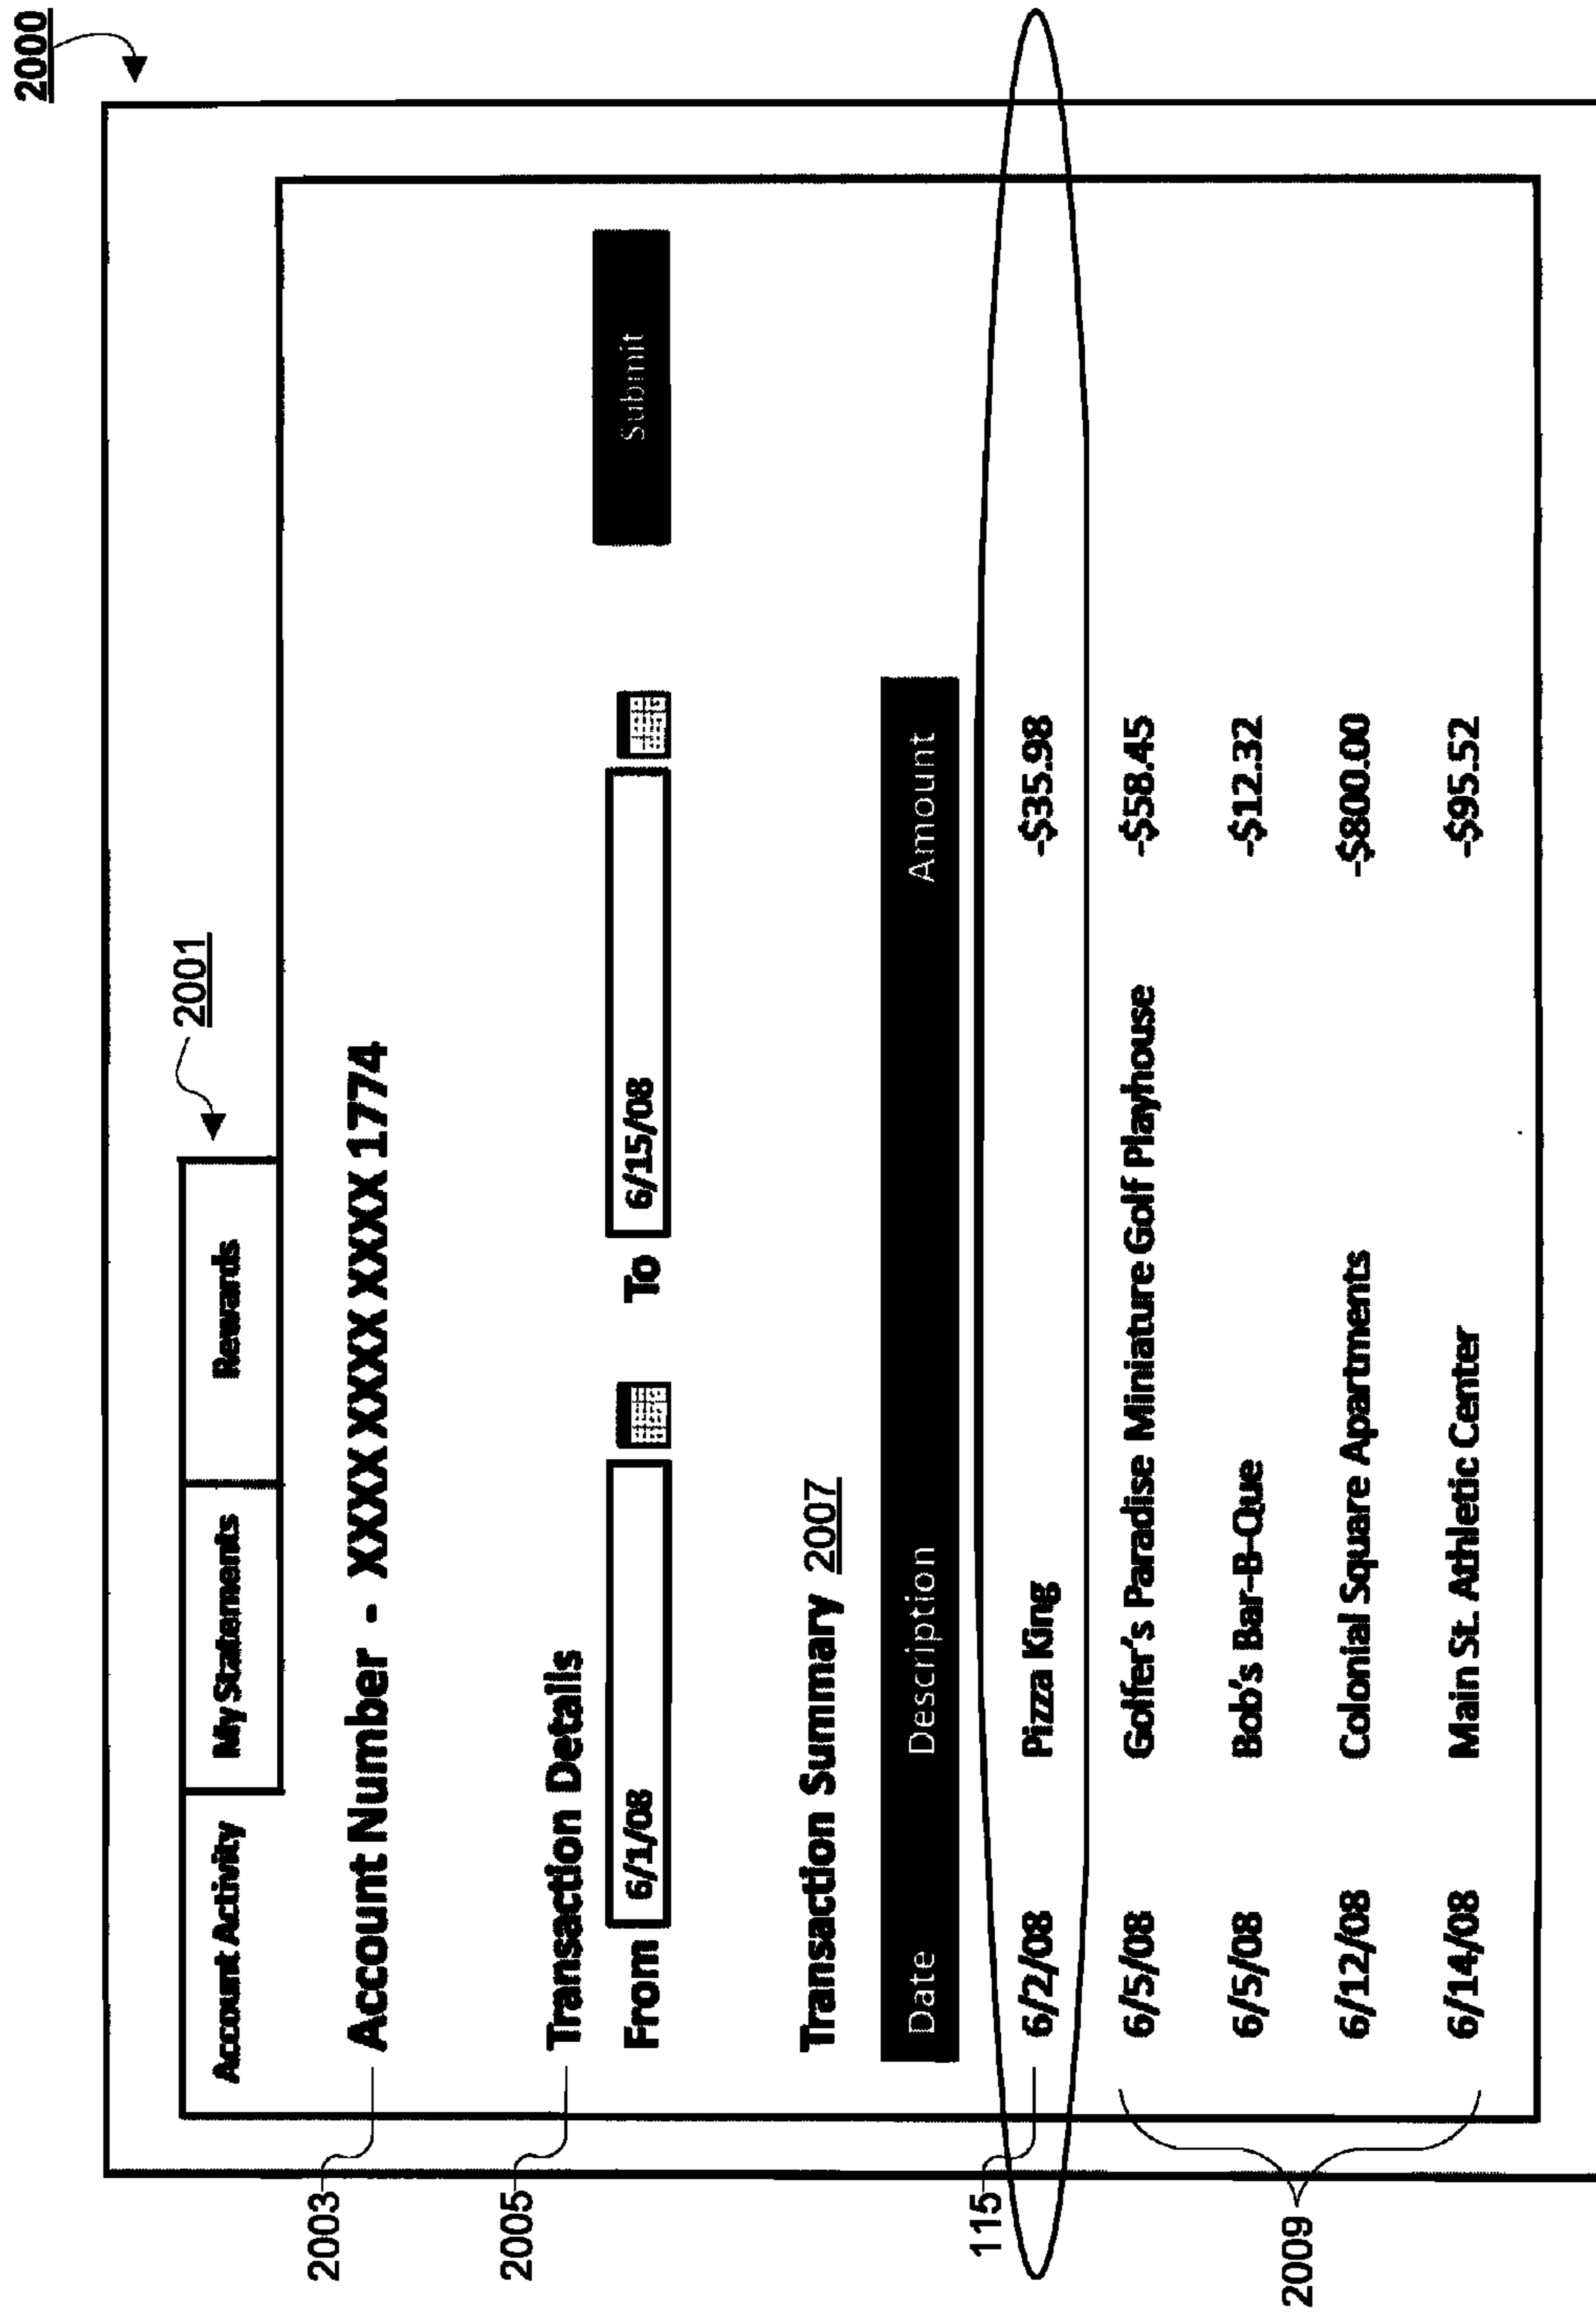 2000
2001
Account Activity My Statements Rewards
2003 Account Number - XXXX XXXX XXXX 1774
2005 Transaction Details
From 6/1/08 To 6/15/08 Submit
Transaction Summary 2007
Date Description Amount
115 6/2/08 Pizza King -$35.98
6/5/08 Golfer's Paradise Miniature Golf Playhouse -$58.45
2009 6/5/08 Bob's Bar-B-Que -$12.32
6/12/08 Colonial Square Apartments -$800.00
6/14/08 Main St. Athletic Center -$95.52